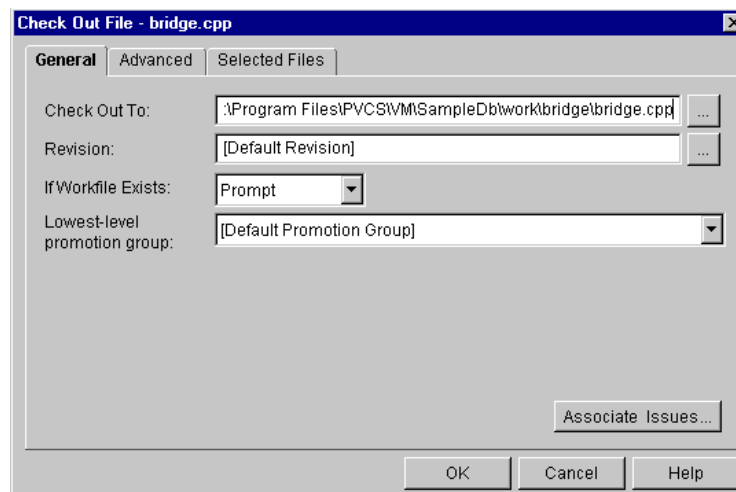 Check Out File - bridge.cpp
General Advanced Selected Files
Check Out To: :\Program Files\PVCS\VM\SampleDb\work\bridge\bridge.cpp ...
Revision: [Default Revision] ...
If Workfile Exists: Prompt
Lowest-level
promotion group: [Default Promotion Group]
Associate Issues...
OK Cancel Help